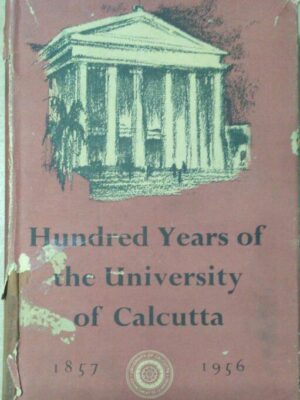 Hundred Years of
the University
of Calcutta
1857 1956